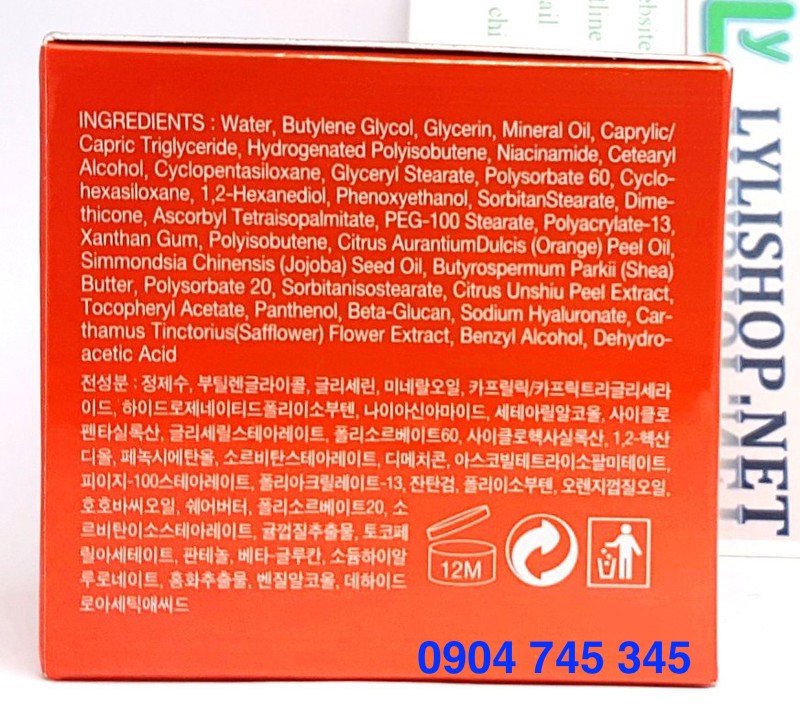 INGREDIENTS : Water, Butylene Glycol, Glycerin, Mineral Oil, Caprylic/
Capric Triglyceride, Hydrogenated Polyisobutene, Niacinamide, Cetearyl
Alcohol, Cyclopentasiloxane, Glyceryl Stearate, Polysorbate 60, Cyclo-
hexasiloxane, 1,2-Hexanediol, Phenoxyethanol, SorbitanStearate, Dime-
thicone, Ascorbyl Tetraisopalmitate, PEG-100 Stearate, Polyacrylate-13,
Xanthan Gum, Polyisobutene, Citrus AurantiumDulcis (Orange) Peel Oil,
Simmondsia Chinensis (Jojoba) Seed Oil, Butyrospermum Parkii (Shea)
Butter, Polysorbate 20, Sorbitanisostearate, Citrus Unshiu Peel Extract,
Tocopheryl Acetate, Panthenol, Beta-Glucan, Sodium Hyaluronate, Car-
thamus Tinctorius(Safflower) Flower Extract, Benzyl Alcohol, Dehydro-
acetic Acid
전성분 : 정제수, 부틸렌글라이콜, 글리세린, 미네랄오일, 카프릴릭/카프릭트리글리세라
이드, 하이드로제네이티드폴리이소부텐, 나이아신아마이드, 세테아릴알코올, 사이클로
펜타실록산, 글리세릴스테아레이트, 폴리소르베이트60, 사이클로헥사실록산, 1,2-헥산
디올, 페녹시에탄올, 소르비탄스테아레이트, 디메치콘, 아스코빌테트라이소팔미테이트,
피이지-100스테아레이트, 폴리아크릴레이트-13, 잔탄검, 폴리이소부텐, 오렌지껍질오일,
호호바씨오일, 쉐어버터, 폴리소르베이트20, 소
르비탄이소스테아레이트, 귤껍질추출물, 토코페
릴아세테이트, 판테놀, 베타-글루칸, 소듐하이알
루로네이트, 홍화추출물, 벤질알코올, 데하이드
로아세틱애씨드
12M
0904 745 345
Ly
LYLISHOP.NET
ebsite
tline
ail
chỉ